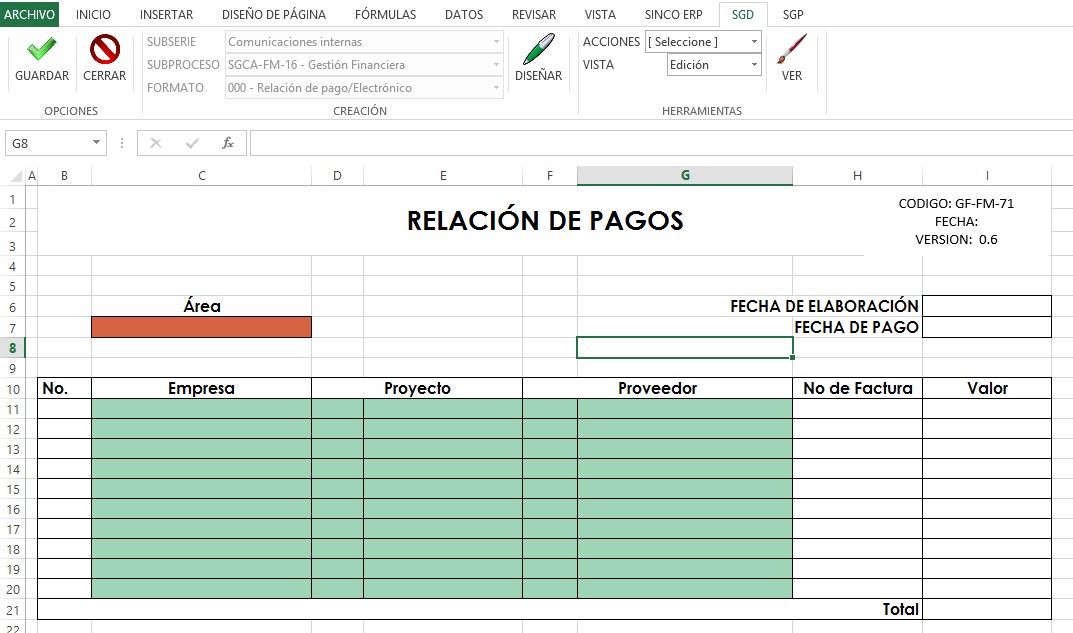 ARCHIVO INICIO INSERTAR DISEÑO DE PÁGINA FÓRMULAS DATOS REVISAR VISTA SINCO ERP SGD SGP
SUBSERIE Comunicaciones internas ACCIONES [ Seleccione ]
SUBPROCESO SGCA-FM-16 - Gestión Financiera VISTA Edición
GUARDAR CERRAR DISEÑAR VER
FORMATO 000 - Relación de pago/Electrónico
OPCIONES CREACIÓN HERRAMIENTAS
G8 fx
A B C D E F G H I
1 CODIGO: GF-FM-71
2 RELACIÓN DE PAGOS FECHA:
3 VERSION: 0.6
4
5
6 Área FECHA DE ELABORACIÓN
7 FECHA DE PAGO
8
9
10 No. Empresa Proyecto Proveedor No de Factura Valor
11
12
13
14
15
16
17
18
19
20
21 Total
22